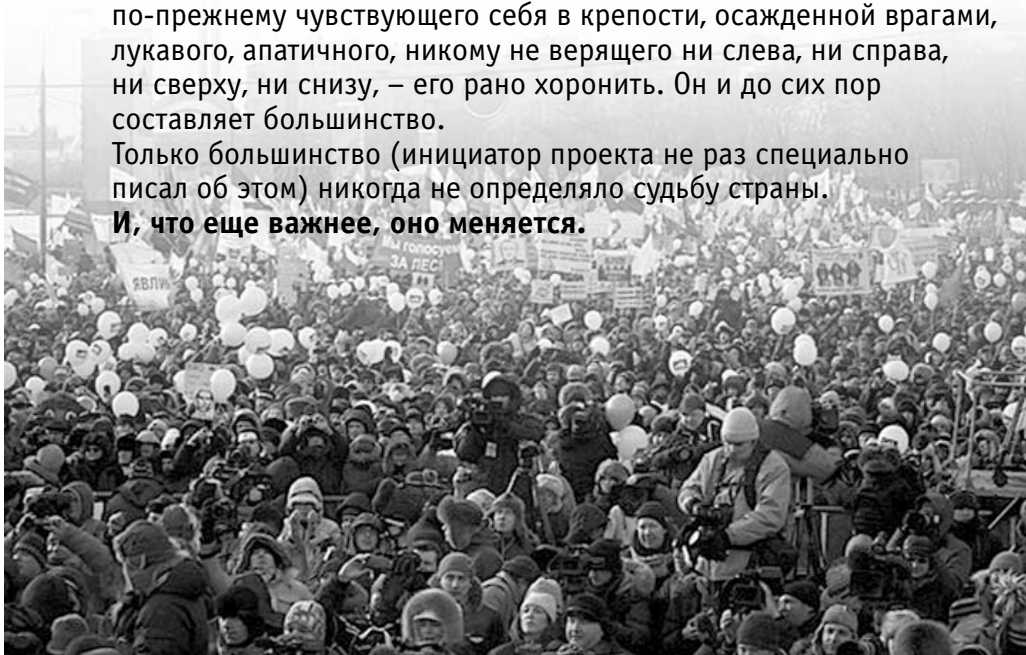 по-прежнему чувствующего себя в крепости, осажденной врагами,
лукавого, апатичного, никому не верящего ни слева, ни справа,
ни сверху, ни снизу, – его рано хоронить. Он и до сих пор
составляет большинство.
Только большинство (инициатор проекта не раз специально
писал об этом) никогда не определяло судьбу страны.
И, что еще важнее, оно меняется.
Мы голосуем
ЗА ЛЕС!